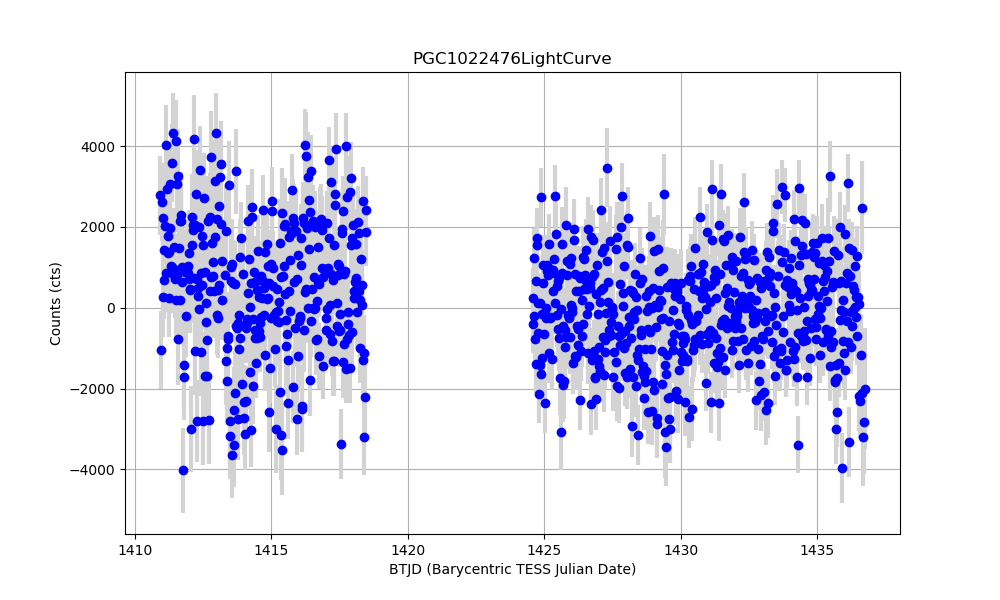 PGC1022476LightCurve
Counts (cts)
4000
2000
0
−2000
−4000
1410 1415 1420 1425 1430 1435
BTJD (Barycentric TESS Julian Date)